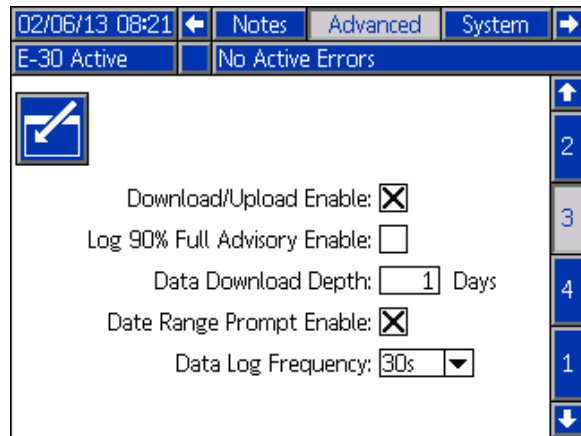 02/06/13 08:21 Notes Advanced System
E-30 Active No Active Errors
2
Download/Upload Enable:
3
Log 90% Full Advisory Enable:
Data Download Depth: 1 Days
4
Date Range Prompt Enable:
Data Log Frequency: 30s
1